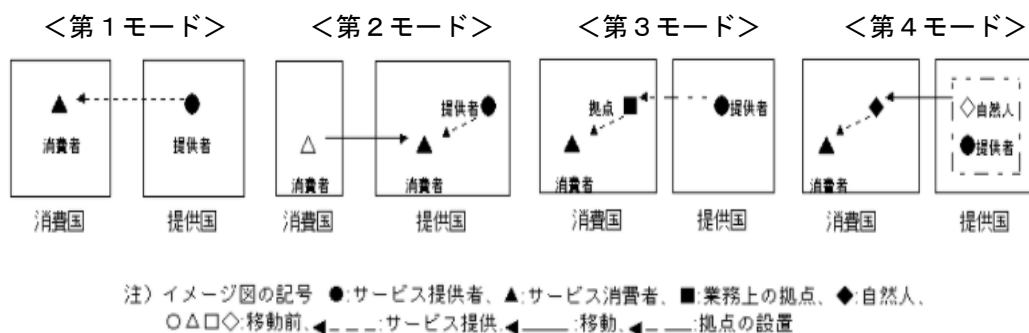 <第1モード> <第2モード> <第3モード> <第4モード>
提供者 拠点 提供者 自然人
消費者 提供者 提供者
消費者 消費者 消費者 消費者
消費国 提供国 消費国 提供国 消費国 提供国 消費国 提供国
注) イメージ図の記号 ●:サービス提供者、▲:サービス消費者、■:業務上の拠点、◆:自然人、
○△□◇:移動前、◀- - - -:サービス提供、◀――:移動、◀- ― -:拠点の設置